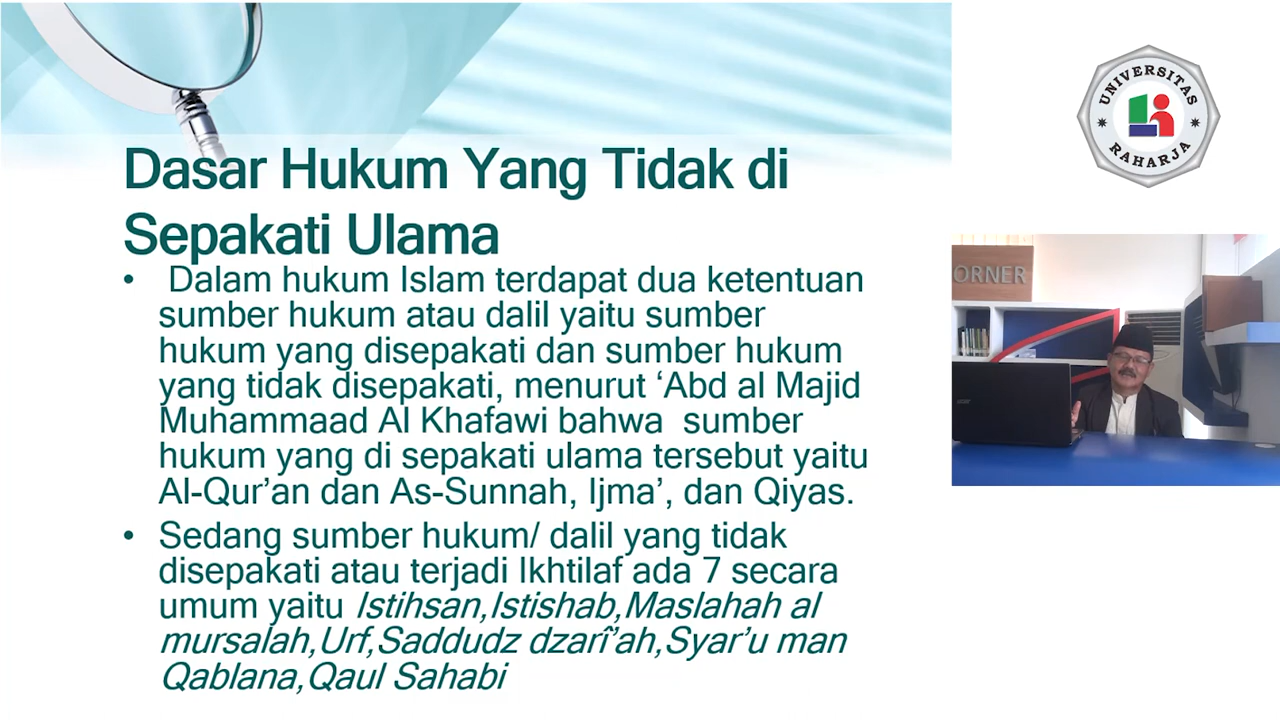 Dasar Hukum Yang Tidak di
Sepakati Ulama
• Dalam hukum Islam terdapat dua ketentuan
sumber hukum atau dalil yaitu sumber
hukum yang disepakati dan sumber hukum
yang tidak disepakati, menurut ‘Abd al Majid
Muhammaad Al Khafawi bahwa sumber
hukum yang di sepakati ulama tersebut yaitu
Al-Qur’an dan As-Sunnah, Ijma’, dan Qiyas.
• Sedang sumber hukum/ dalil yang tidak
disepakati atau terjadi Ikhtilaf ada 7 secara
umum yaitu Istihsan,Istishab,Maslahah al
mursalah,Urf,Saddudz dzarî’ah,Syar’u man
Qablana,Qaul Sahabi
UNIVERSITAS
RAHARJA
ORNER